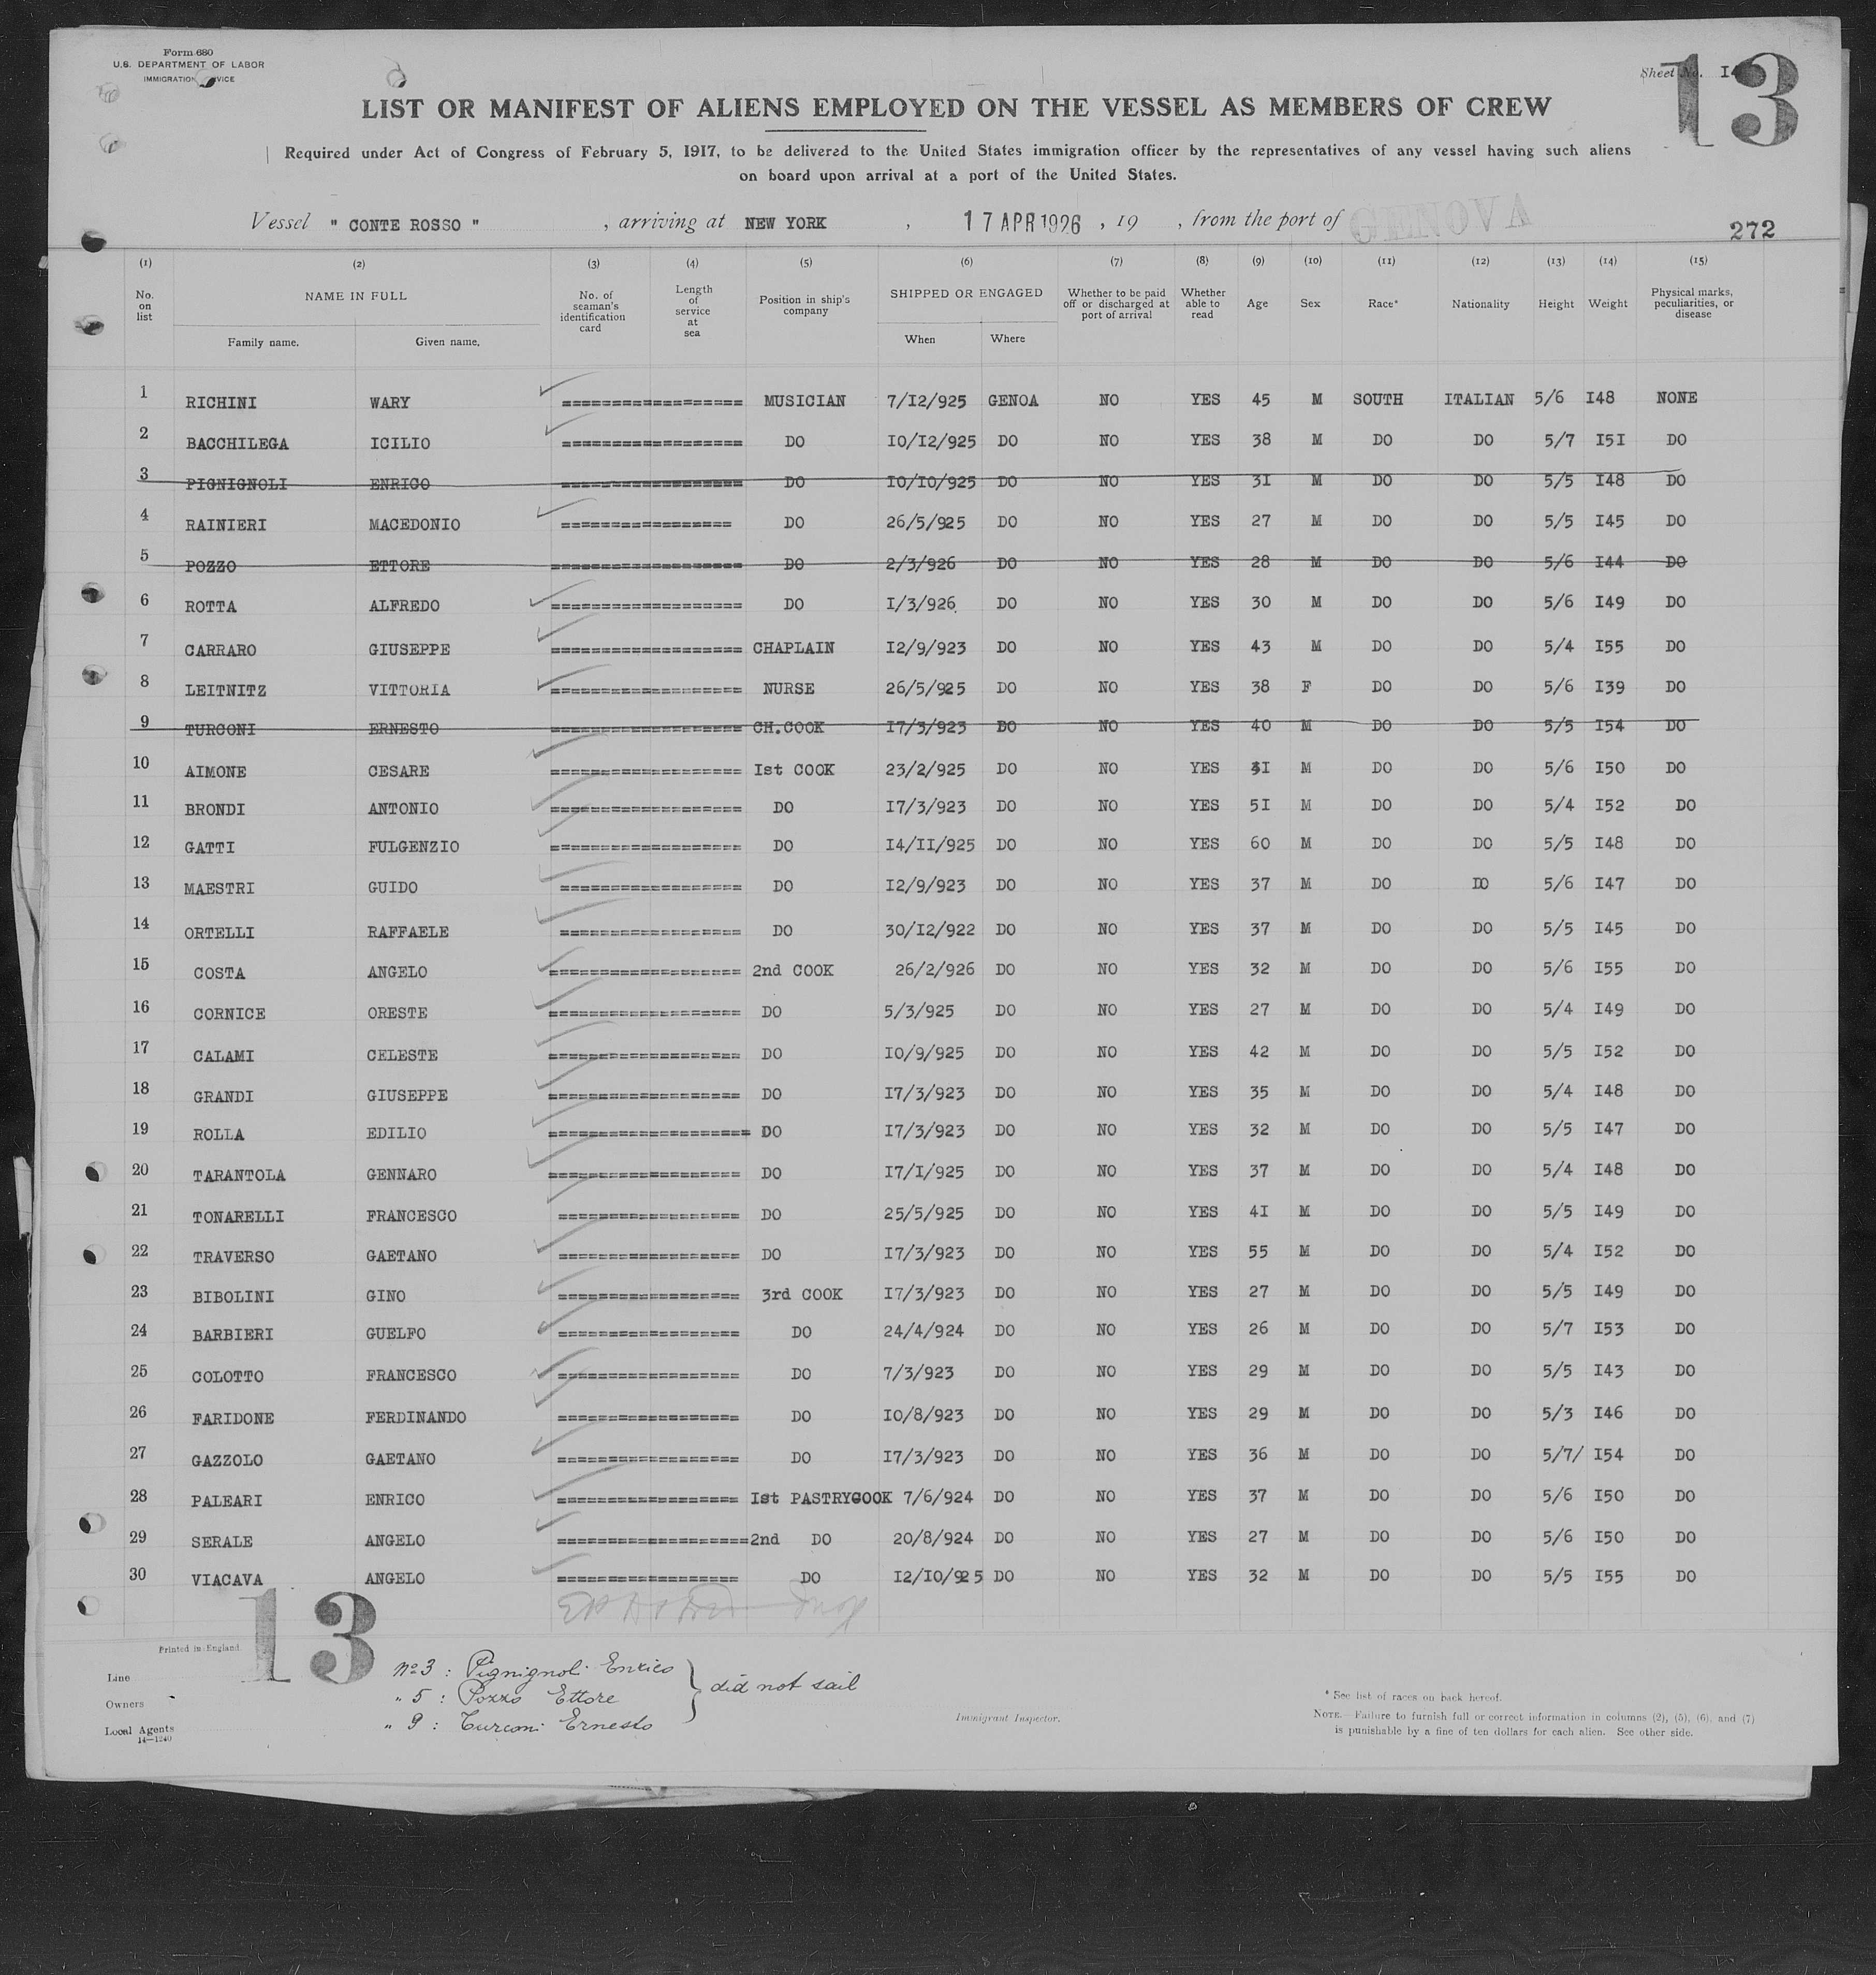 Form 680
U.S. DEPARTMENT OF LABOR
IMMIGRATION SERVICE
Sheet No. I4
13
LIST OR MANIFEST OF ALIENS EMPLOYED ON THE VESSEL AS MEMBERS OF CREW
Required under Act of Congress of February 5, 1917, to be delivered to the United States immigration officer by the representatives of any vessel having such aliens
on board upon arrival at a port of the United States.
Vessel " CONTE ROSSO " , arriving at NEW YORK , 17 APR 1926 , 19 , from the port of GENOVA
272
(1) (2) (3) (4) (5) (6) (7) (8) (9) (10) (11) (12) (13) (14) (15)
No. on list NAME IN FULL Family name. Given name. No. of seaman's identification card Length of service at sea Position in ship's company SHIPPED OR ENGAGED When Where Whether to be paid off or discharged at port of arrival Whether able to read Age Sex Race* Nationality Height Weight Physical marks, peculiarities, or disease
1 RICHINI WARY ================== MUSICIAN 7/I2/925 GENOA NO YES 45 M SOUTH ITALIAN 5/6 I48 NONE
2 BACCHILEGA ICILIO ================== DO IO/I2/925 DO NO YES 38 M DO DO 5/7 I5I DO
3 PIGNIGNOLI ENRICO ================== DO IO/IO/925 DO NO YES 3I M DO DO 5/5 I48 DO
4 RAINIERI MACEDONIO ================= DO 26/5/925 DO NO YES 27 M DO DO 5/5 I45 DO
5 POZZO ETTORE =================== DO 2/3/926 DO NO YES 28 M DO DO 5/6 I44 DO
6 ROTTA ALFREDO =================== DO I/3/926 DO NO YES 30 M DO DO 5/6 I49 DO
7 CARRARO GIUSEPPE =================== CHAPLAIN I2/9/923 DO NO YES 43 M DO DO 5/4 I55 DO
8 LEITNITZ VITTORIA =================== NURSE 26/5/925 DO NO YES 38 F DO DO 5/6 I39 DO
9 TURCONI ERNESTO =================== CH.COOK I7/3/923 DO NO YES 40 M DO DO 5/5 I54 DO
10 AIMONE CESARE =================== Ist COOK 23/2/925 DO NO YES 3I M DO DO 5/6 I50 DO
11 BRONDI ANTONIO =================== DO I7/3/923 DO NO YES 5I M DO DO 5/4 I52 DO
12 GATTI FULGENZIO =================== DO I4/II/925 DO NO YES 60 M DO DO 5/5 I48 DO
13 MAESTRI GUIDO ================== DO I2/9/923 DO NO YES 37 M DO DO 5/6 I47 DO
14 ORTELLI RAFFAELE ================== DO 30/I2/922 DO NO YES 37 M DO DO 5/5 I45 DO
15 COSTA ANGELO =================== 2nd COOK 26/2/926 DO NO YES 32 M DO DO 5/6 I55 DO
16 CORNICE ORESTE =================== DO 5/3/925 DO NO YES 27 M DO DO 5/4 I49 DO
17 CALAMI CELESTE =================== DO IO/9/925 DO NO YES 42 M DO DO 5/5 I52 DO
18 GRANDI GIUSEPPE =================== DO I7/3/923 DO NO YES 35 M DO DO 5/4 I48 DO
19 ROLLA EDILIO ==================== DO I7/3/923 DO NO YES 32 M DO DO 5/5 I47 DO
20 TARANTOLA GENNARO =================== DO I7/I/925 DO NO YES 37 M DO DO 5/4 I48 DO
21 TONARELLI FRANCESCO ================== DO 25/5/925 DO NO YES 4I M DO DO 5/5 I49 DO
22 TRAVERSO GAETANO ================== DO I7/3/923 DO NO YES 55 M DO DO 5/4 I52 DO
23 BIBOLINI GINO ================== 3rd COOK I7/3/923 DO NO YES 27 M DO DO 5/5 I49 DO
24 BARBIERI GUELFO ================== DO 24/4/924 DO NO YES 26 M DO DO 5/7 I53 DO
25 COLOTTO FRANCESCO ================== DO 7/3/923 DO NO YES 29 M DO DO 5/5 I43 DO
26 FARIDONE FERDINANDO ================== DO IO/8/923 DO NO YES 29 M DO DO 5/3 I46 DO
27 GAZZOLO GAETANO ================== DO I7/3/923 DO NO YES 36 M DO DO 5/7/ I54 DO
28 PALEARI ENRICO ================== Ist PASTRYCOOK 7/6/924 DO NO YES 37 M DO DO 5/6 I50 DO
29 SERALE ANGELO =================== 2nd DO 20/8/924 DO NO YES 27 M DO DO 5/6 I50 DO
30 VIACAVA ANGELO ================== DO I2/IO/925 DO NO YES 32 M DO DO 5/5 I55 DO
13
Printed in England.
Line
Owners
Local Agents
14—1240
No 3 : Pignignoli Enrico
" 5 : Pozzo Ettore
" 9 : Turconi Ernesto
} did not sail
Immigrant Inspector.
* See list of races on back hereof.
NOTE.—Failure to furnish full or correct information in columns (2), (5), (6), and (7)
is punishable by a fine of ten dollars for each alien. See other side.